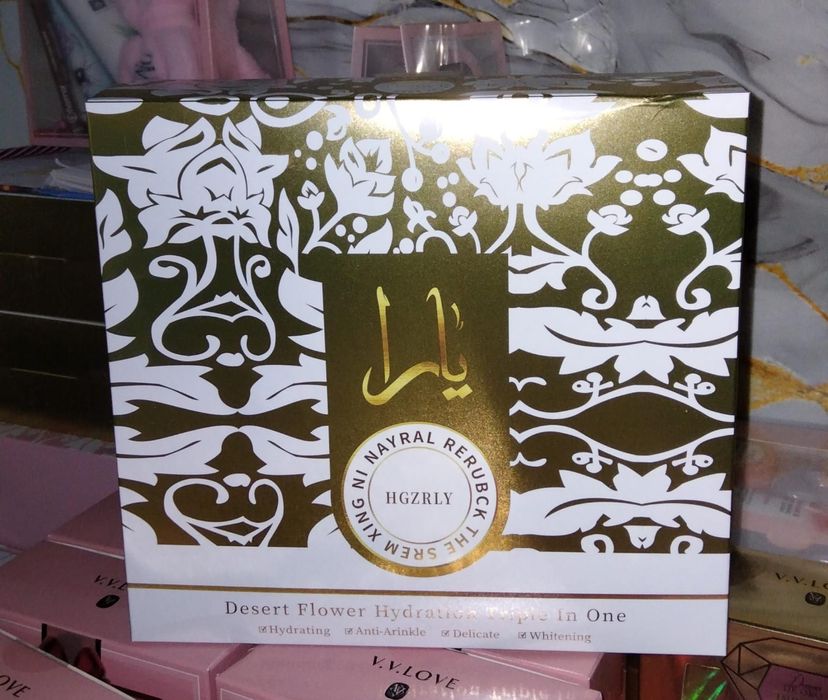 يارا
NI NAYRAL RERUBCK THE SREM XING
HGZRLY
Desert Flower Hydration Triple In One
☑Hydrating ☑Anti-Arinkle ☑Delicate ☑Whitening
V.V.LOVE
V.V.LOVE
V.V.LOVE